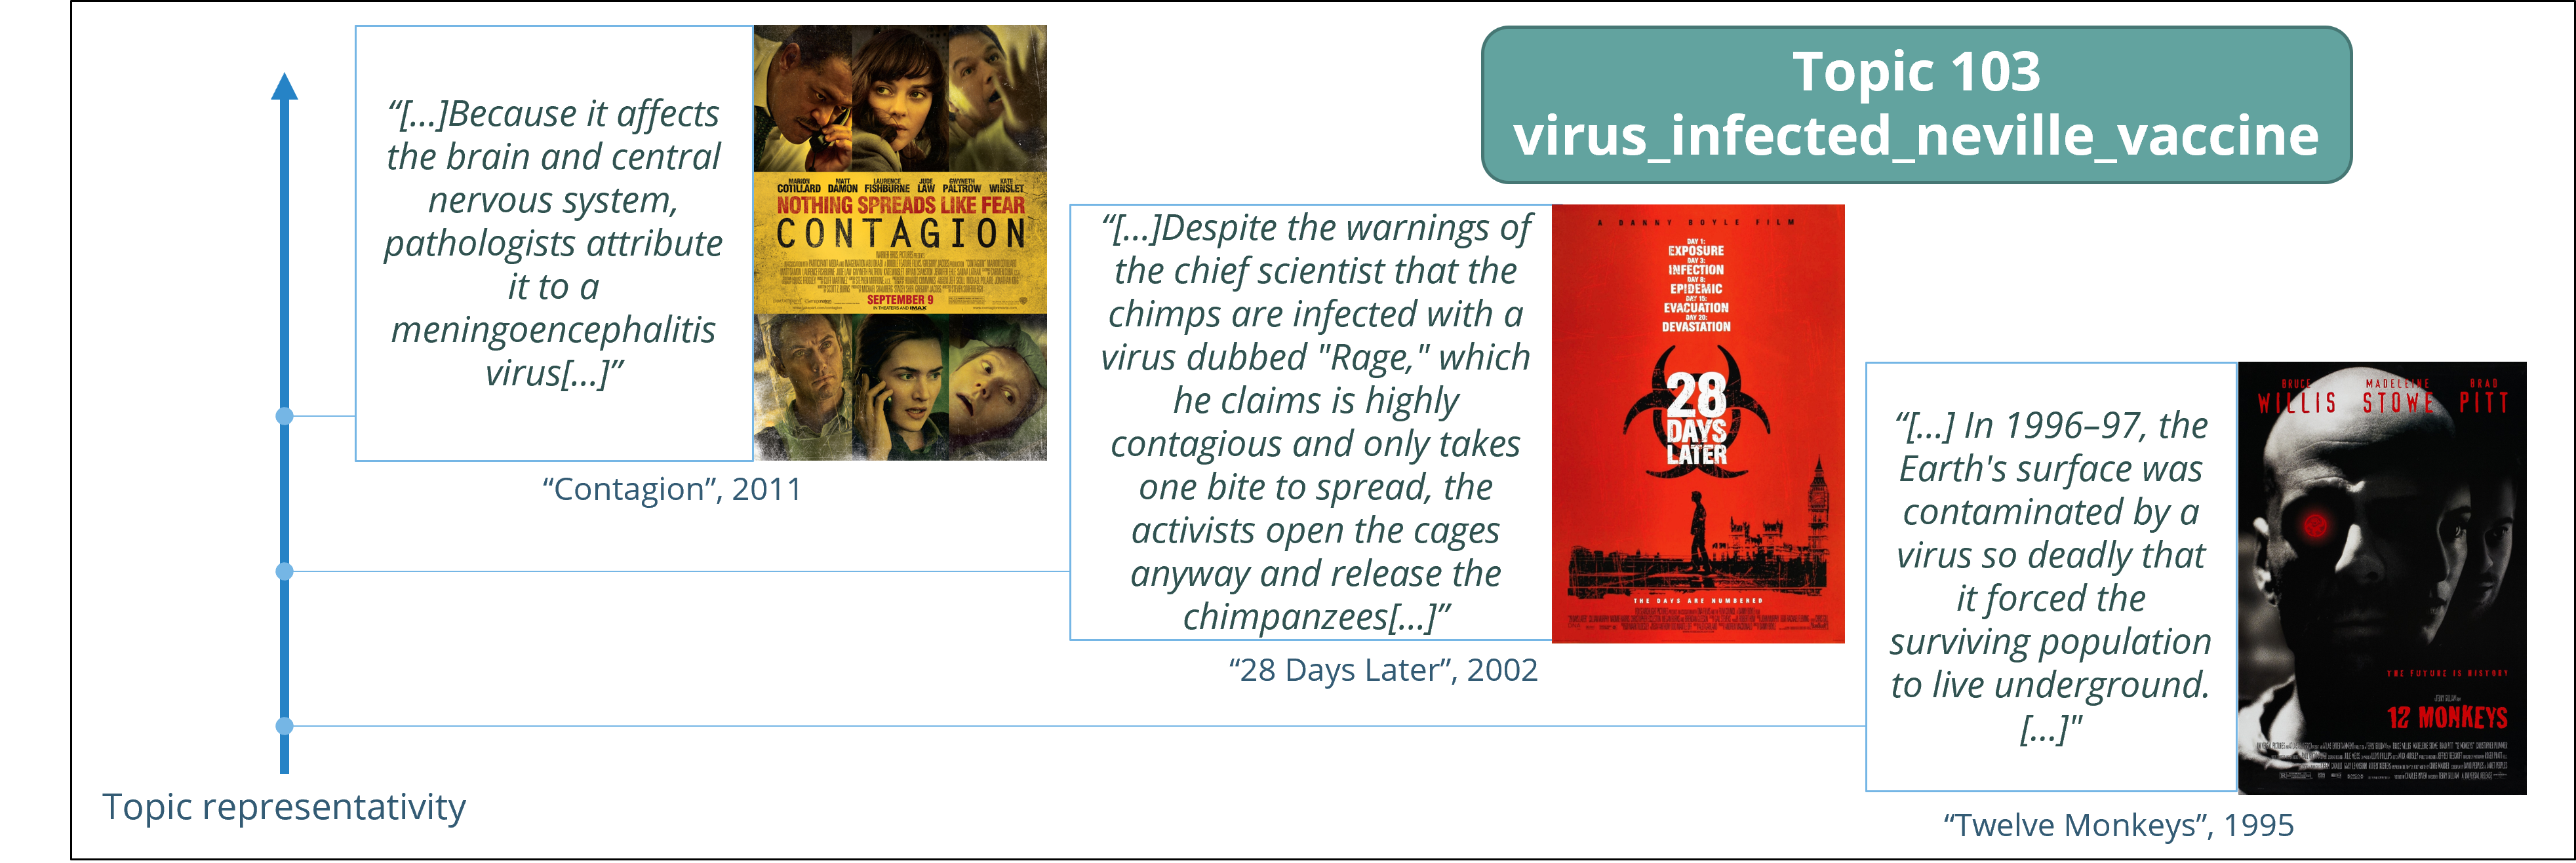 Topic 103
virus_infected_neville_vaccine
“[...]Because it affects
the brain and central
nervous system,
pathologists attribute
it to a
meningoencephalitis
virus[...]”
MARION COTILLARD MATT DAMON LAURENCE FISHBURNE JUDE LAW GWYNETH PALTROW KATE WINSLET
NOTHING SPREADS LIKE FEAR
CONTAGION
SEPTEMBER 9
IN THEATERS AND IMAX
“Contagion”, 2011
“[...]Despite the warnings of
the chief scientist that the
chimps are infected with a
virus dubbed "Rage," which
he claims is highly
contagious and only takes
one bite to spread, the
activists open the cages
anyway and release the
chimpanzees[...]”
A DANNY BOYLE FILM
DAY 1:
EXPOSURE
DAY 3:
INFECTION
DAY 8:
EPIDEMIC
DAY 15:
EVACUATION
DAY 20:
DEVASTATION
28
DAYS
LATER
THE DAYS ARE NUMBERED
“28 Days Later”, 2002
“[...] In 1996–97, the
Earth's surface was
contaminated by a
virus so deadly that
it forced the
surviving population
to live underground.
[...]"
BRUCE WILLIS MADELEINE STOWE BRAD PITT
THE FUTURE IS HISTORY
12 MONKEYS
“Twelve Monkeys”, 1995
Topic representativity